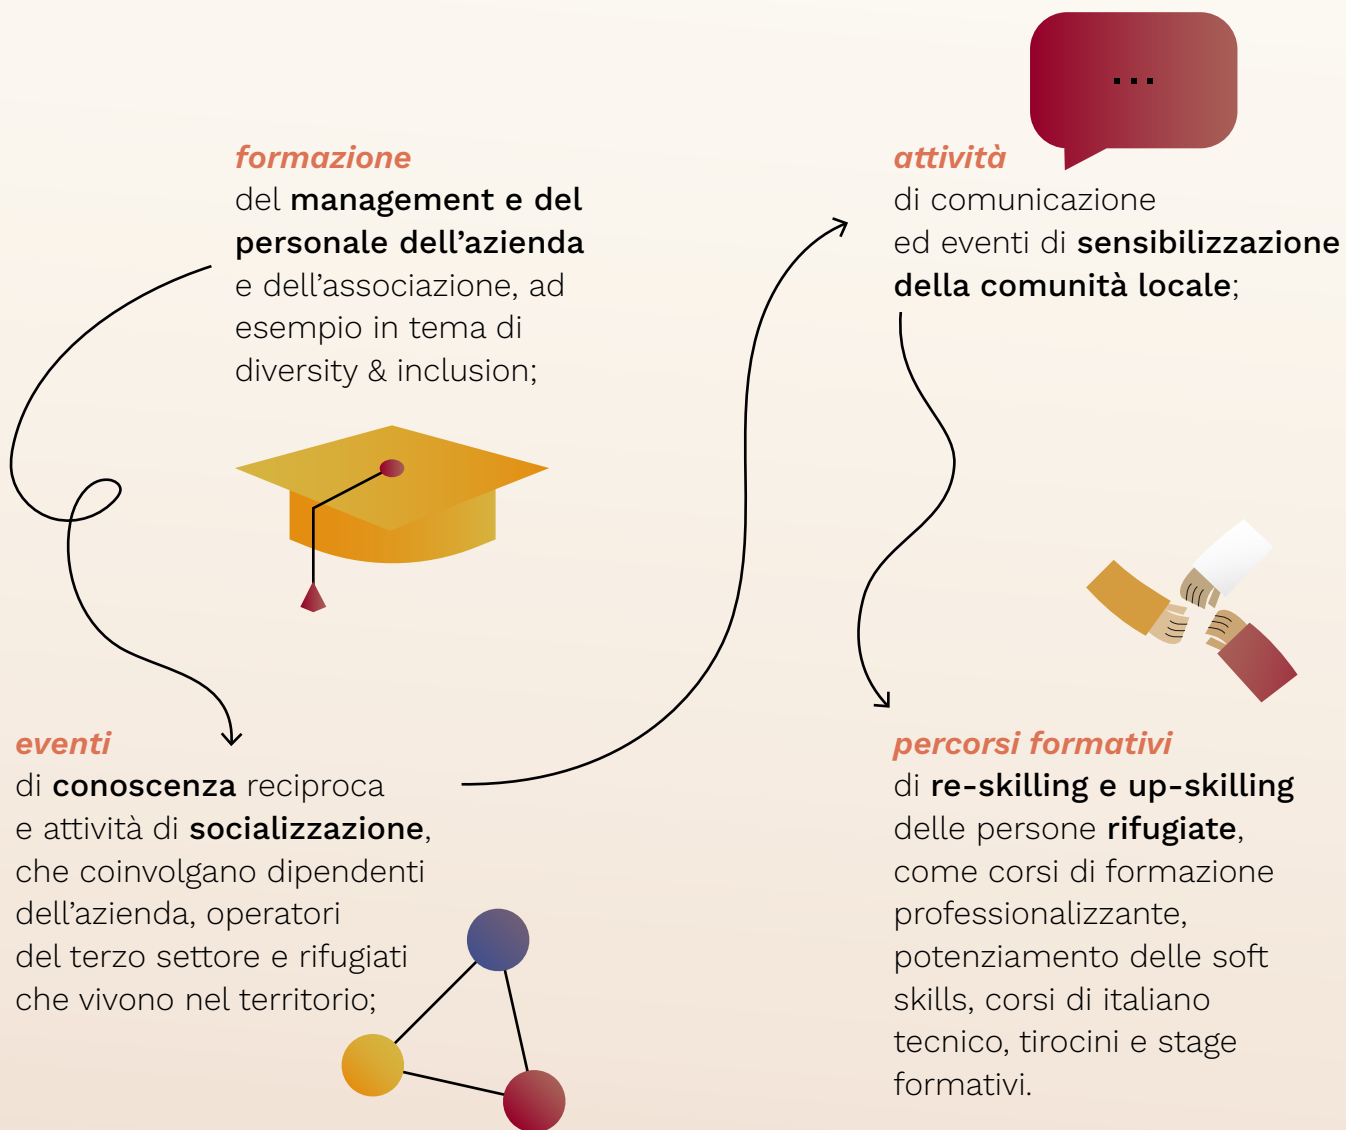 formazione
del management e del
personale dell’azienda
e dell’associazione, ad
esempio in tema di
diversity & inclusion;
eventi
di conoscenza reciproca
e attività di socializzazione,
che coinvolgano dipendenti
dell’azienda, operatori
del terzo settore e rifugiati
che vivono nel territorio;
...
attività
di comunicazione
ed eventi di sensibilizzazione
della comunità locale;
percorsi formativi
di re-skilling e up-skilling
delle persone rifugiate,
come corsi di formazione
professionalizzante,
potenziamento delle soft
skills, corsi di italiano
tecnico, tirocini e stage
formativi.